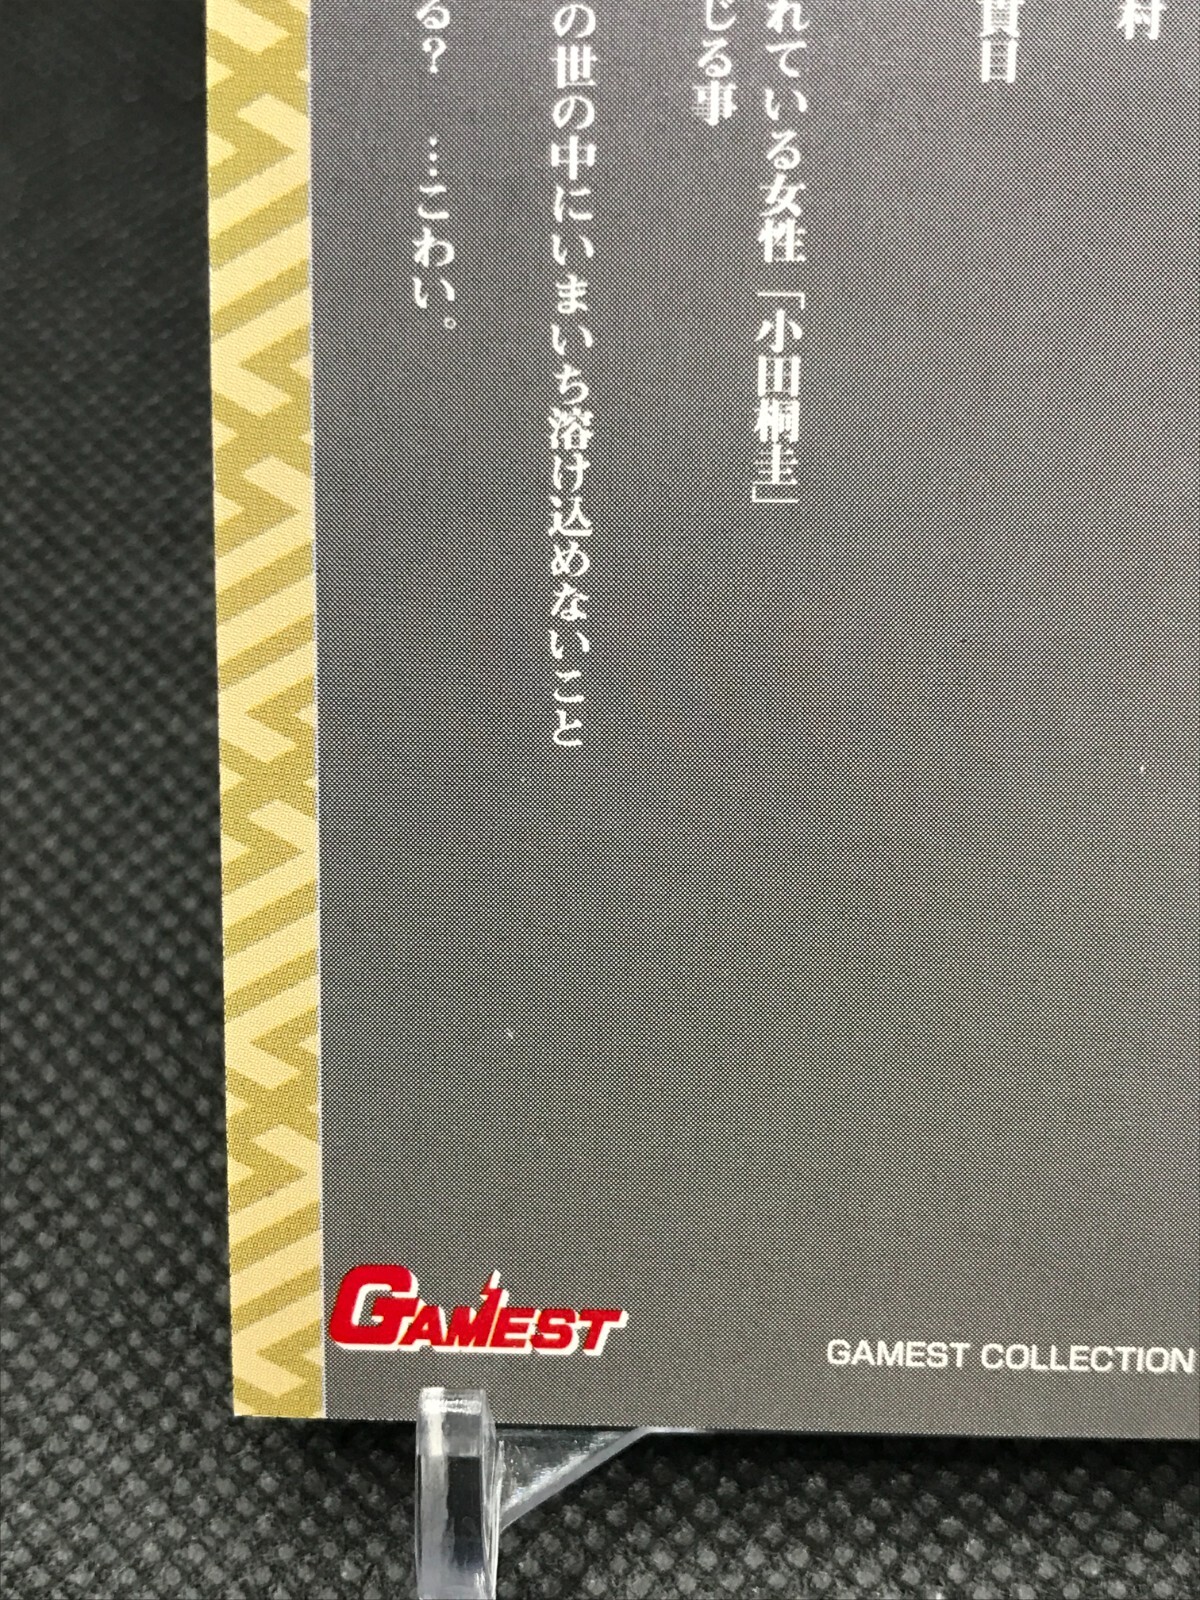 村
貫目
れている女性「小田桐圭」
じる事
の世の中にいまいち溶け込めないこと
る？　…こわい。
GAMEST
GAMEST COLLECTION